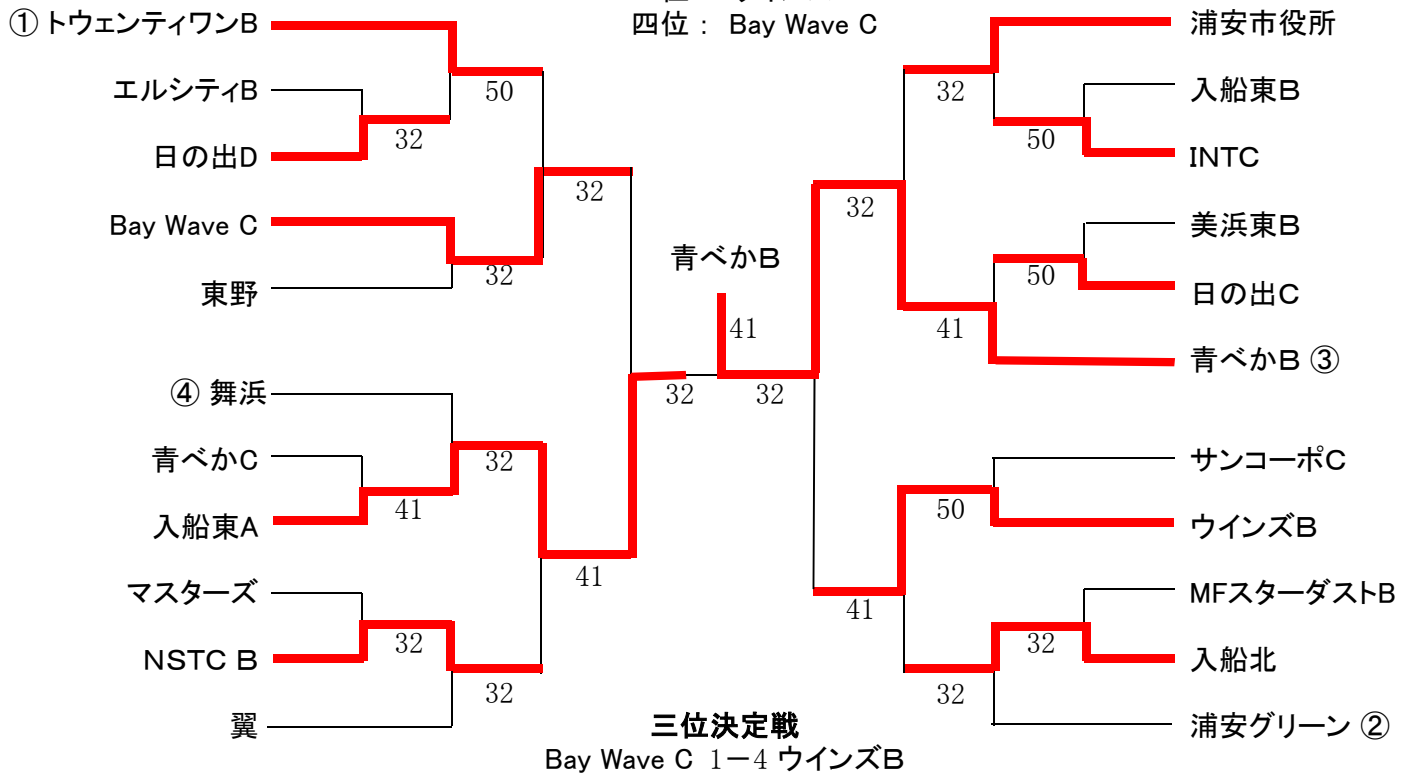 四位： Bay Wave C
① トウェンティワンB
エルシティB
日の出D
Bay Wave C
東野
④ 舞浜
青べかC
入船東A
マスターズ
NSTC B
翼
50
32
32
32
32
41
41
32
32
32
青べかB
41
32
32
50
32
50
41
50
41
32
32
浦安市役所
入船東B
INTC
美浜東B
日の出C
青べかB ③
サンコーポC
ウインズB
MFスターダストB
入船北
浦安グリーン ②
三位決定戦
Bay Wave C 1－4 ウインズB